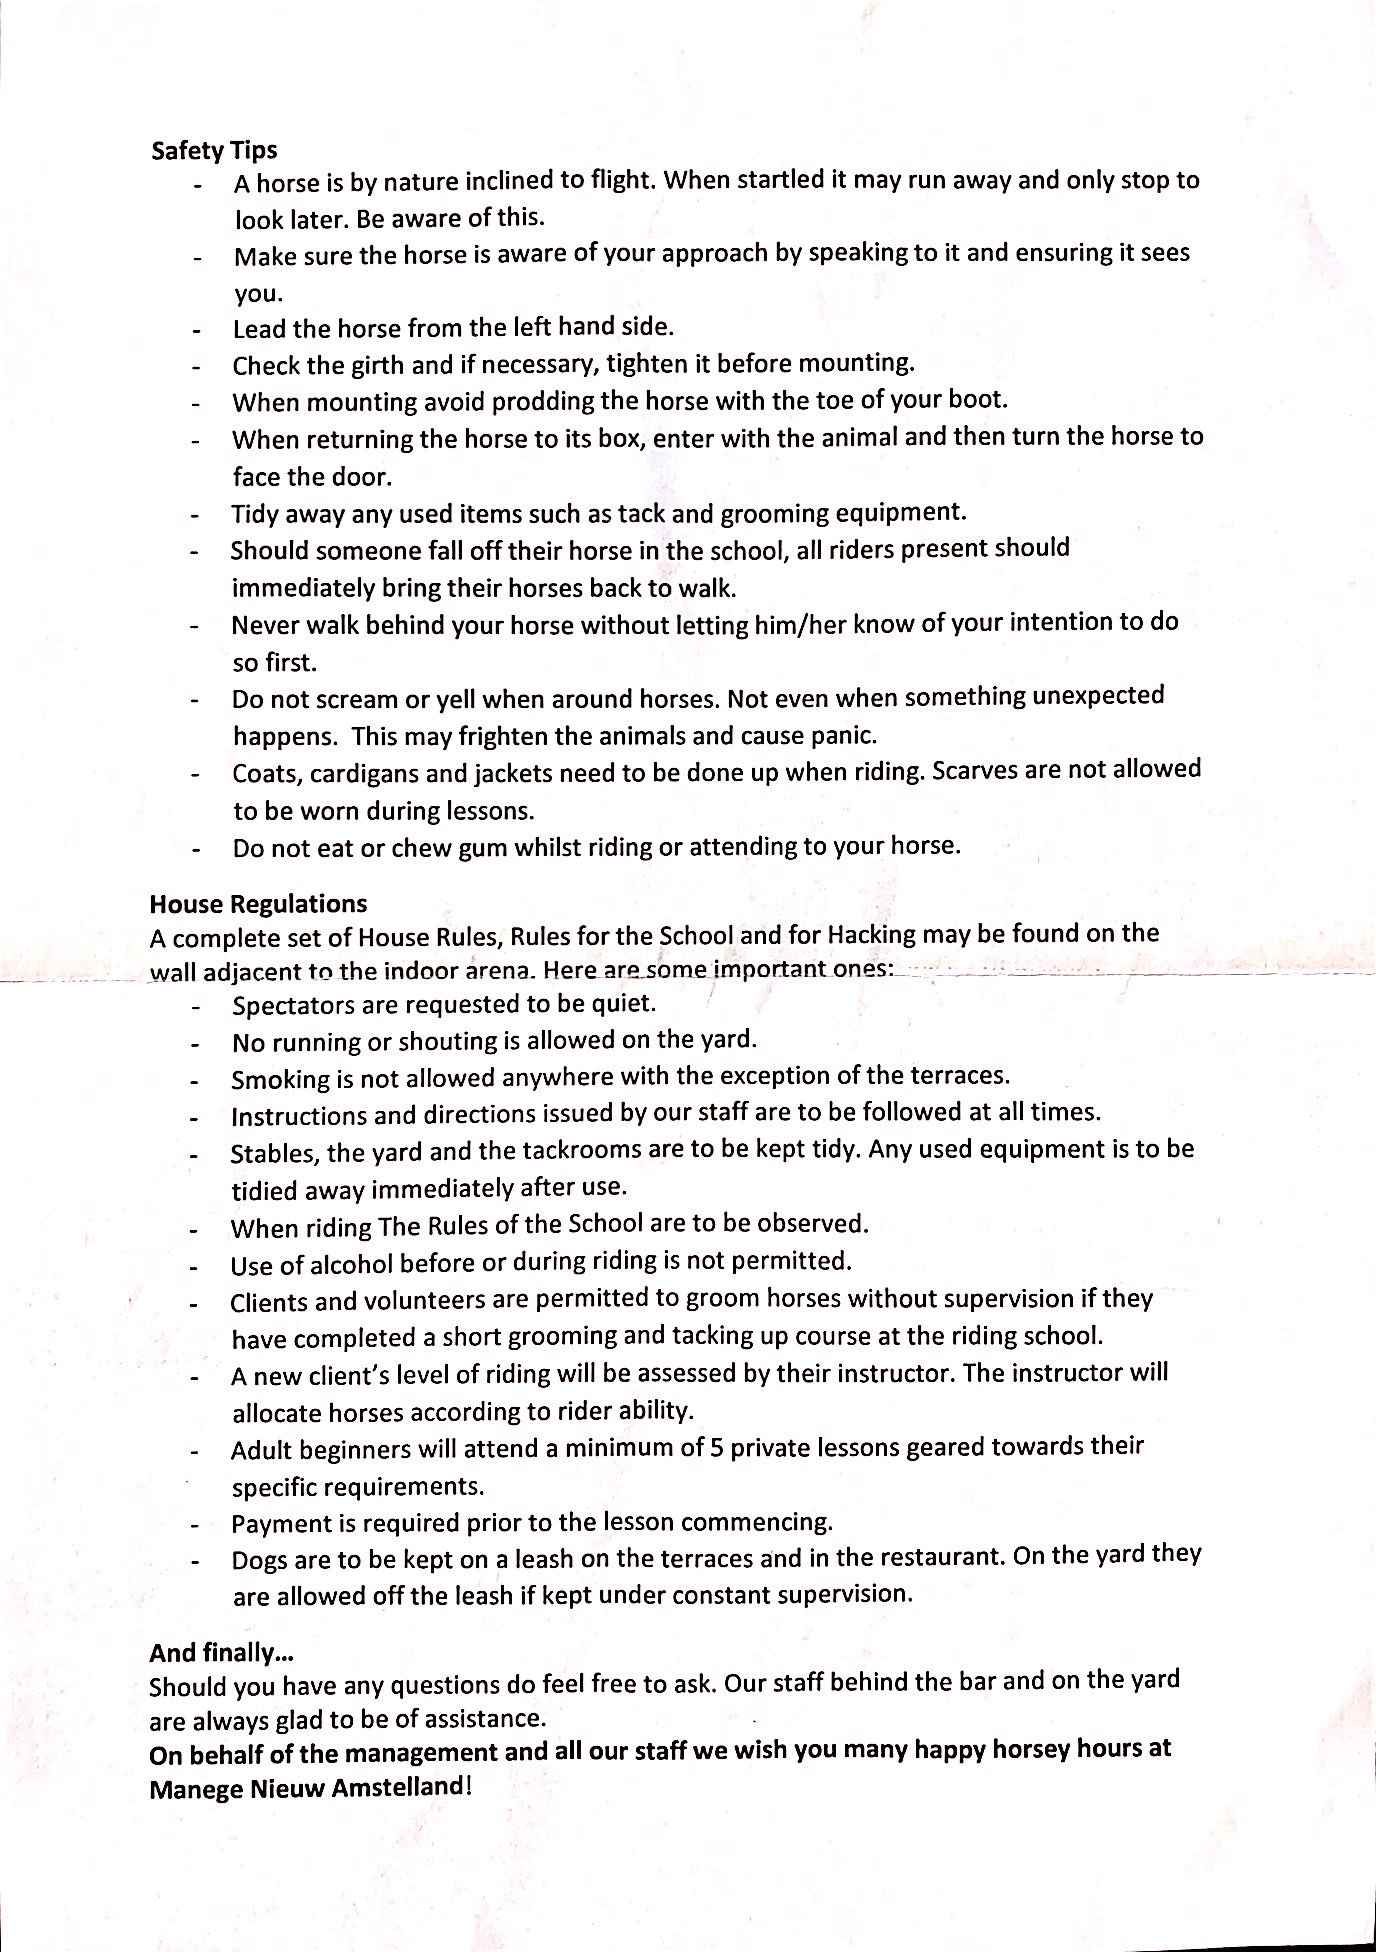 Safety Tips
- A horse is by nature inclined to flight. When startled it may run away and only stop to
look later. Be aware of this.
- Make sure the horse is aware of your approach by speaking to it and ensuring it sees
you.
- Lead the horse from the left hand side.
- Check the girth and if necessary, tighten it before mounting.
- When mounting avoid prodding the horse with the toe of your boot.
- When returning the horse to its box, enter with the animal and then turn the horse to
face the door.
- Tidy away any used items such as tack and grooming equipment.
- Should someone fall off their horse in the school, all riders present should
immediately bring their horses back to walk.
- Never walk behind your horse without letting him/her know of your intention to do
so first.
- Do not scream or yell when around horses. Not even when something unexpected
happens.  This may frighten the animals and cause panic.
- Coats, cardigans and jackets need to be done up when riding. Scarves are not allowed
to be worn during lessons.
- Do not eat or chew gum whilst riding or attending to your horse.
House Regulations
A complete set of House Rules, Rules for the School and for Hacking may be found on the
wall adjacent to the indoor arena. Here are some important ones:
- Spectators are requested to be quiet.
- No running or shouting is allowed on the yard.
- Smoking is not allowed anywhere with the exception of the terraces.
- Instructions and directions issued by our staff are to be followed at all times.
- Stables, the yard and the tackrooms are to be kept tidy. Any used equipment is to be
tidied away immediately after use.
- When riding The Rules of the School are to be observed.
- Use of alcohol before or during riding is not permitted.
- Clients and volunteers are permitted to groom horses without supervision if they
have completed a short grooming and tacking up course at the riding school.
- A new client's level of riding will be assessed by their instructor. The instructor will
allocate horses according to rider ability.
- Adult beginners will attend a minimum of 5 private lessons geared towards their
specific requirements.
- Payment is required prior to the lesson commencing.
- Dogs are to be kept on a leash on the terraces and in the restaurant. On the yard they
are allowed off the leash if kept under constant supervision.
And finally...
Should you have any questions do feel free to ask. Our staff behind the bar and on the yard
are always glad to be of assistance.
On behalf of the management and all our staff we wish you many happy horsey hours at
Manege Nieuw Amstelland!